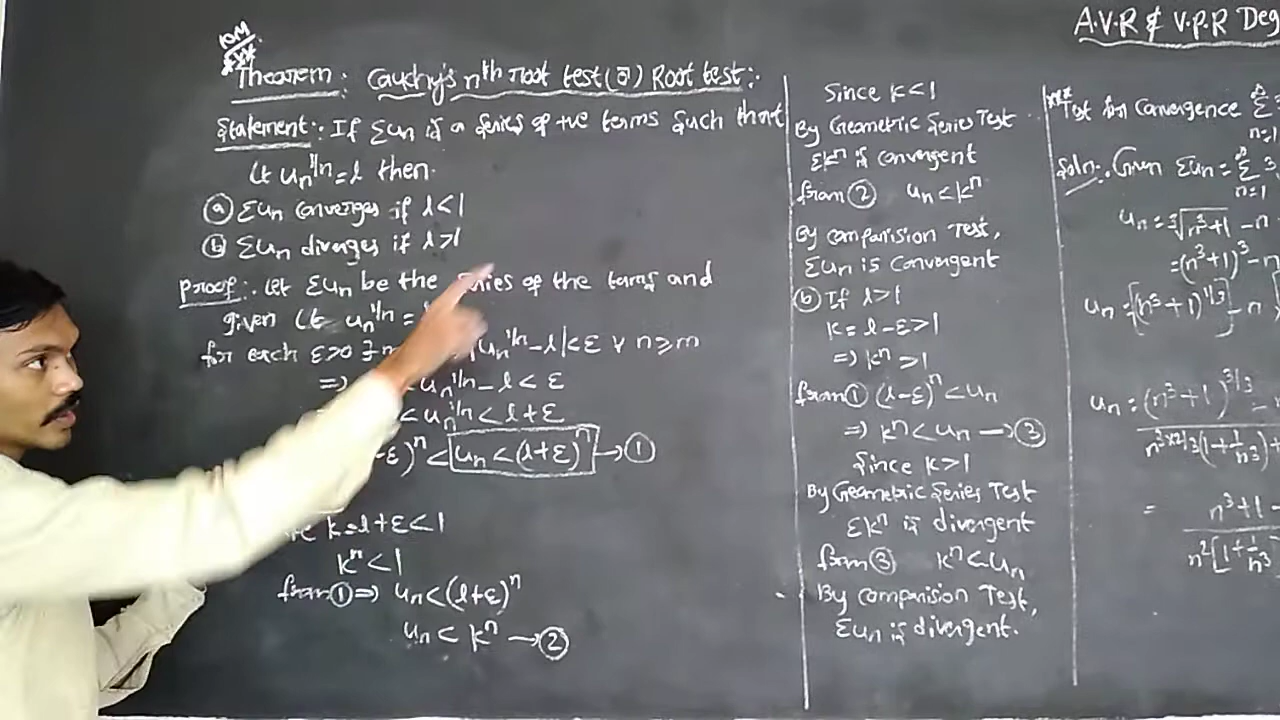 10M
***
Theorem: Cauchy's nth root test (లేదా) Root test:-
Statement:- If Σun is a series of +ve terms such that
Lt un^1/n = l then.
ⓐ Σun converges if l<1
ⓑ Σun diverges if l>1
Proof:- Let Σun be the series of the terms and
given Lt un^1/n =
for each ε>0 ∃ un^1/n - l|<ε ∀ n≥m
=> un^1/n - l < ε
< un^1/n < l+ε
ε)^n < un < (l+ε)^n → ①
k=l+ε<1
k^n<1
from ① => un<(l+ε)^n
un < k^n → ②
Since k<1
By Geometric Series Test
Σk^n is convergent
from ② un<k^n
By comparision Test,
Σun is Convergent
ⓑ If l>1
k = l-ε>1
=> k^n >1
from ① (l-ε)^n < un
=> k^n < un → ③
Since k>1
By Geometric Series Test
Σk^n is divergent
from ③ k^n < un
By comparision Test,
Σun is divergent.
A.V.R & V.P.R Deg
*** Test for Convergence ∞ Σ n=1
Soln:- Given Σun = ∞ Σ n=1 3
un = ∛n³+1 - n
= (n³+1)^3 - n
un = [n³+1)^1/3] - n
un = (n³+1)^3/3 -
n^3×2/3(1+1/n³)+
= n³+1 -
n²[1+1/n³